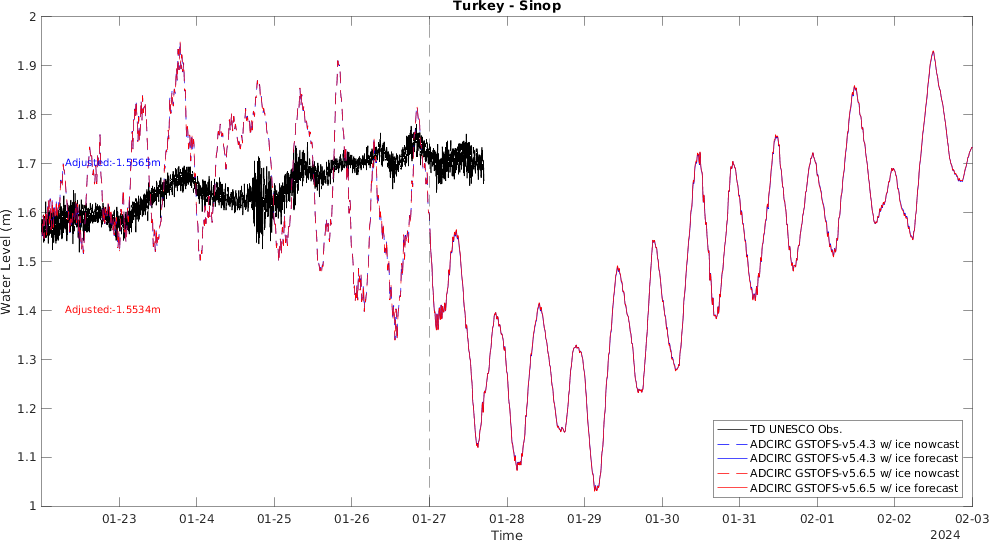 Turkey - Sinop
2
1.9
1.8
1.7
1.6
1.5
1.4
1.3
1.2
1.1
1
Water Level (m)
Adjusted:-1.5565m
Adjusted:-1.5534m
TD UNESCO Obs.
ADCIRC GSTOFS-v5.4.3 w/ ice nowcast
ADCIRC GSTOFS-v5.4.3 w/ ice forecast
ADCIRC GSTOFS-v5.6.5 w/ ice nowcast
ADCIRC GSTOFS-v5.6.5 w/ ice forecast
01-23 01-24 01-25 01-26 01-27 01-28 01-29 01-30 01-31 02-01 02-02 02-03
Time
2024